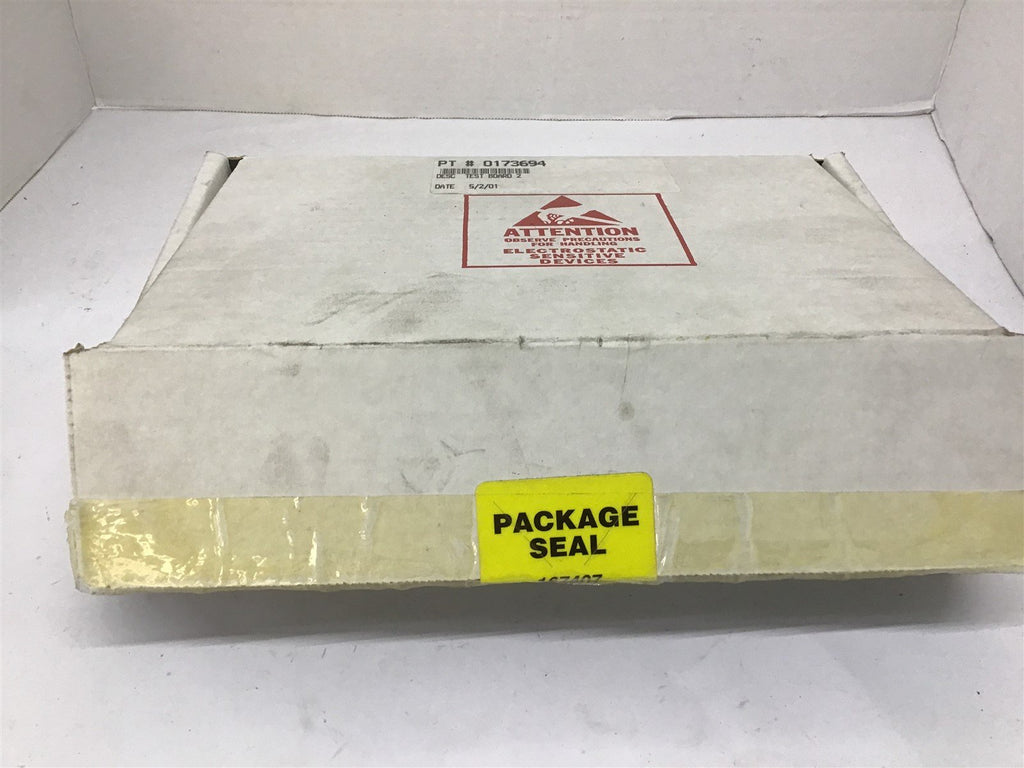 PT # 0173694
DESC TEST BOARD 2
DATE 5/2/01
ATTENTION
OBSERVE PRECAUTIONS
FOR HANDLING
ELECTROSTATIC
SENSITIVE
DEVICES
PACKAGE
SEAL